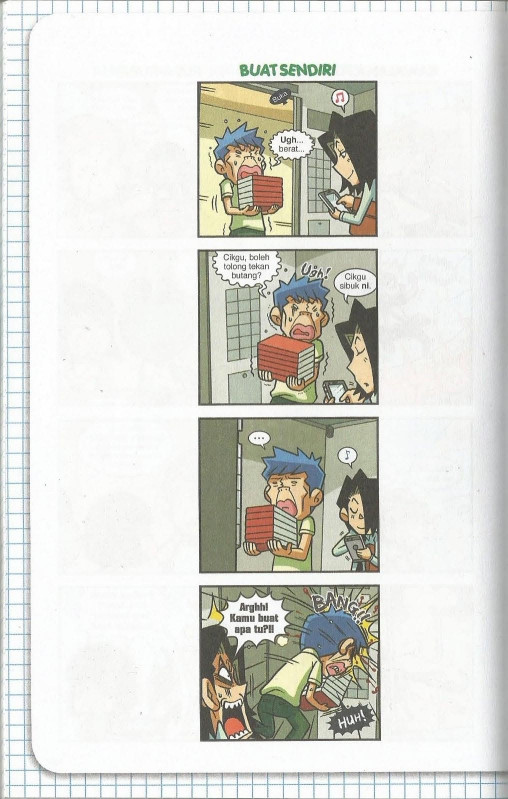 BUAT SENDIRI
Buka
Ugh...
berat...
Cikgu, boleh
tolong tekan
butang?
Ugh!
Cikgu
sibuk ni.
...
Arghh!
Kamu buat
apa tu?!!
BANG!!
HUH!